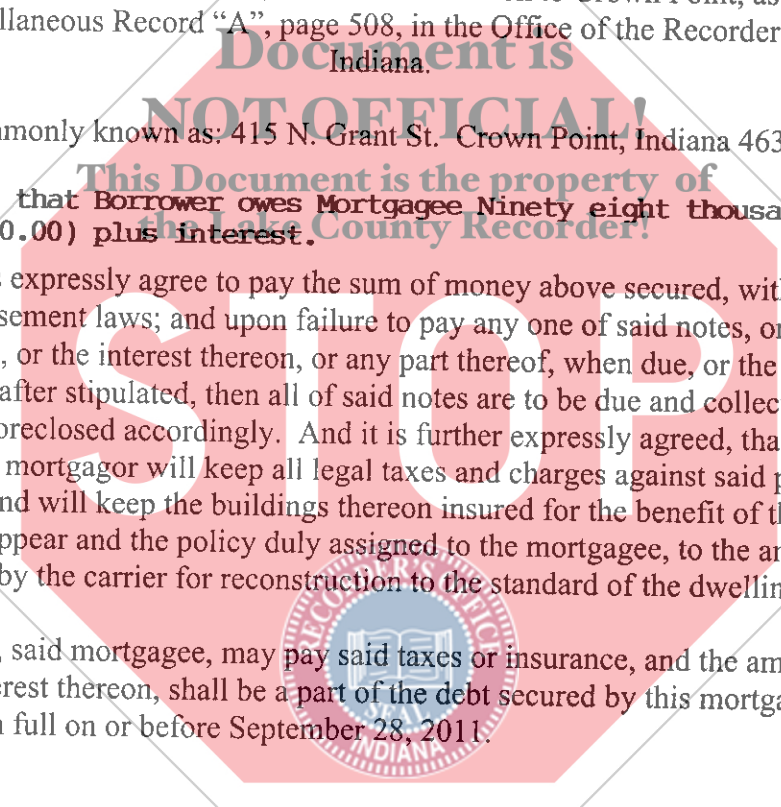 ellaneous Record “A”, page 508, in the Office of the Recorder
Indiana.
Document is
NOT OFFICIAL!
mmonly known as: 415 N. Grant St. Crown Point, Indiana 463
This Document is the property of
the Lake County Recorder!
that Borrower owes Mortgagee Ninety eight thousa
0.00) plus interest.
s expressly agree to pay the sum of money above secured, wit
sement laws; and upon failure to pay any one of said notes, or
, or the interest thereon, or any part thereof, when due, or the
after stipulated, then all of said notes are to be due and collec
oreclosed accordingly. And it is further expressly agreed, tha
mortgagor will keep all legal taxes and charges against said p
nd will keep the buildings thereon insured for the benefit of th
ppear and the policy duly assigned to the mortgagee, to the am
by the carrier for reconstruction to the standard of the dwellin
STOP
, said mortgagee, may pay said taxes or insurance, and the am
erest thereon, shall be a part of the debt secured by this mortga
n full on or before September 28, 2011.
RECORDER'S OFFICE
SEAL
INDIANA